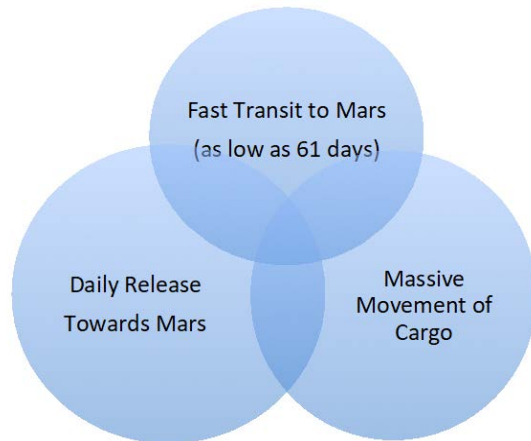 Fast Transit to Mars
(as low as 61 days)
Daily Release
Towards Mars
Massive
Movement of
Cargo